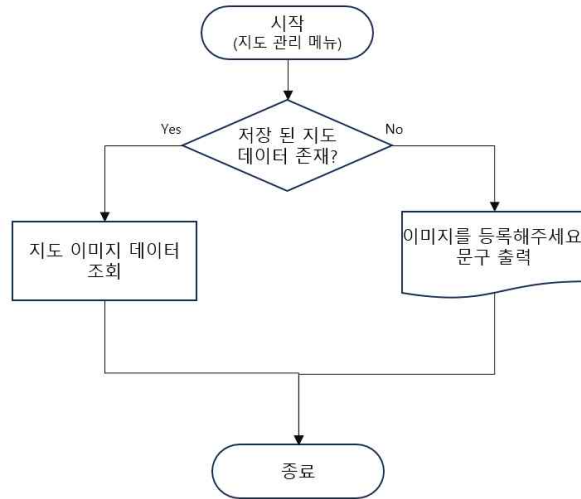 시작
(지도 관리 메뉴)
저장 된 지도
데이터 존재?
Yes
No
지도 이미지 데이터
조회
이미지를 등록해주세요
문구 출력
종료